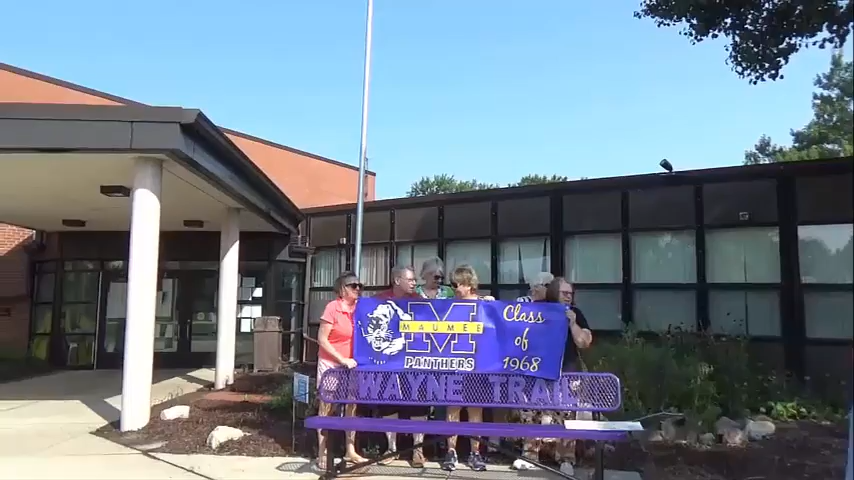 MAUMEE
PANTHERS
Class
of
1968
WAYNE TRAIL